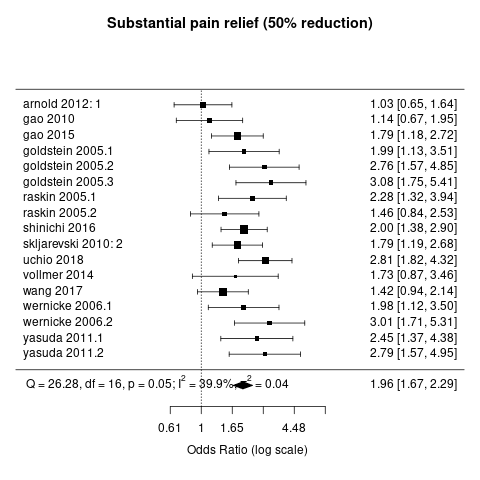 Substantial pain relief (50% reduction)
arnold 2012: 1 1.03 [0.65, 1.64]
gao 2010 1.14 [0.67, 1.95]
gao 2015 1.79 [1.18, 2.72]
goldstein 2005.1 1.99 [1.13, 3.51]
goldstein 2005.2 2.76 [1.57, 4.85]
goldstein 2005.3 3.08 [1.75, 5.41]
raskin 2005.1 2.28 [1.32, 3.94]
raskin 2005.2 1.46 [0.84, 2.53]
shinichi 2016 2.00 [1.38, 2.90]
skljarevski 2010: 2 1.79 [1.19, 2.68]
uchio 2018 2.81 [1.82, 4.32]
vollmer 2014 1.73 [0.87, 3.46]
wang 2017 1.42 [0.94, 2.14]
wernicke 2006.1 1.98 [1.12, 3.50]
wernicke 2006.2 3.01 [1.71, 5.31]
yasuda 2011.1 2.45 [1.37, 4.38]
yasuda 2011.2 2.79 [1.57, 4.95]
Q = 26.28, df = 16, p = 0.05; I² = 39.9% ² = 0.04 1.96 [1.67, 2.29]
0.61 1 1.65 4.48
Odds Ratio (log scale)